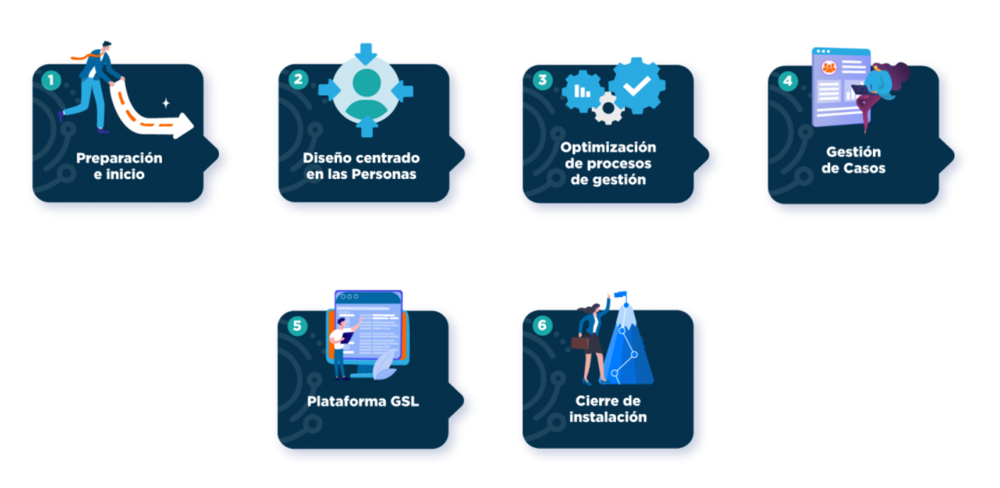 1
Preparación
e inicio
2
Diseño centrado
en las Personas
3
Optimización
de procesos
de gestión
4
Gestión
de Casos
5
Plataforma GSL
6
Cierre de
instalación